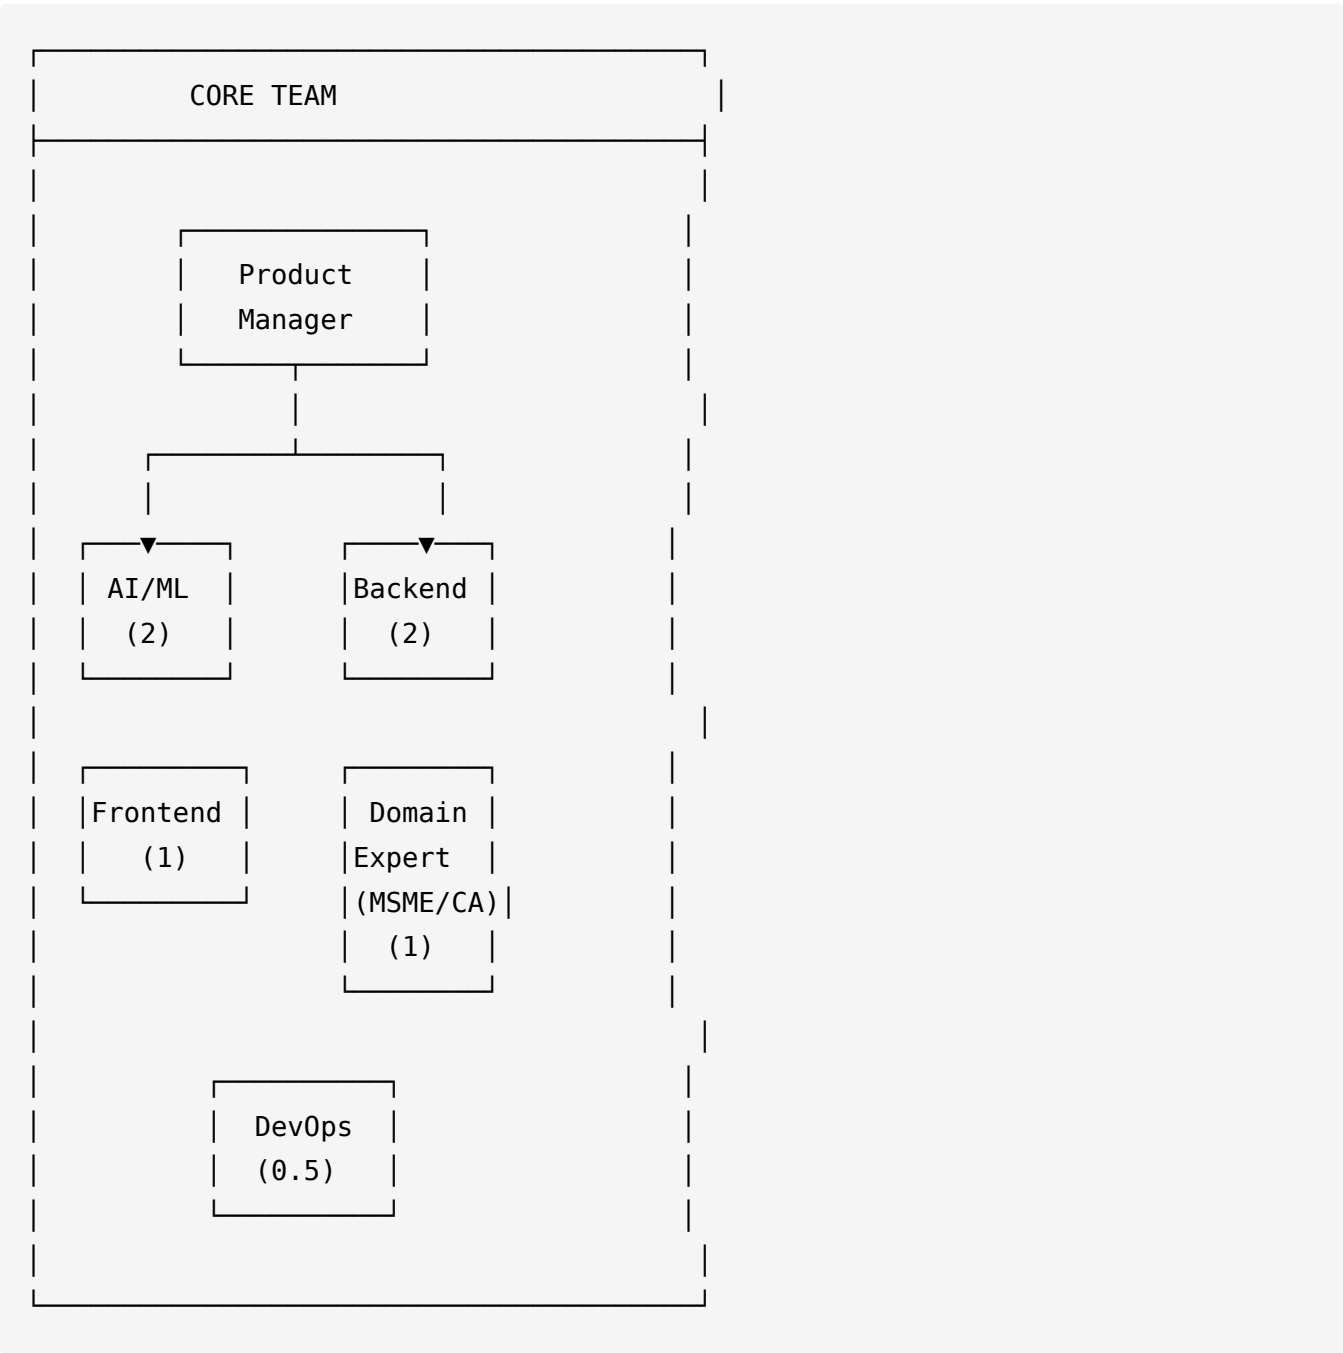 CORE TEAM
Product
Manager
AI/ML
(2)
Backend
(2)
Frontend
(1)
Domain
Expert
(MSME/CA)
(1)
DevOps
(0.5)